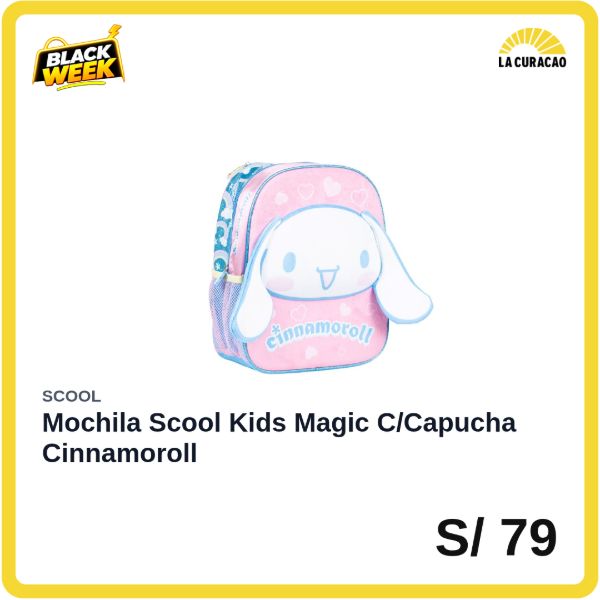 BLACK
WEEK
LA CURACAO
cinnamoroll
SCOOL
Mochila Scool Kids Magic C/Capucha
Cinnamoroll
S/ 79